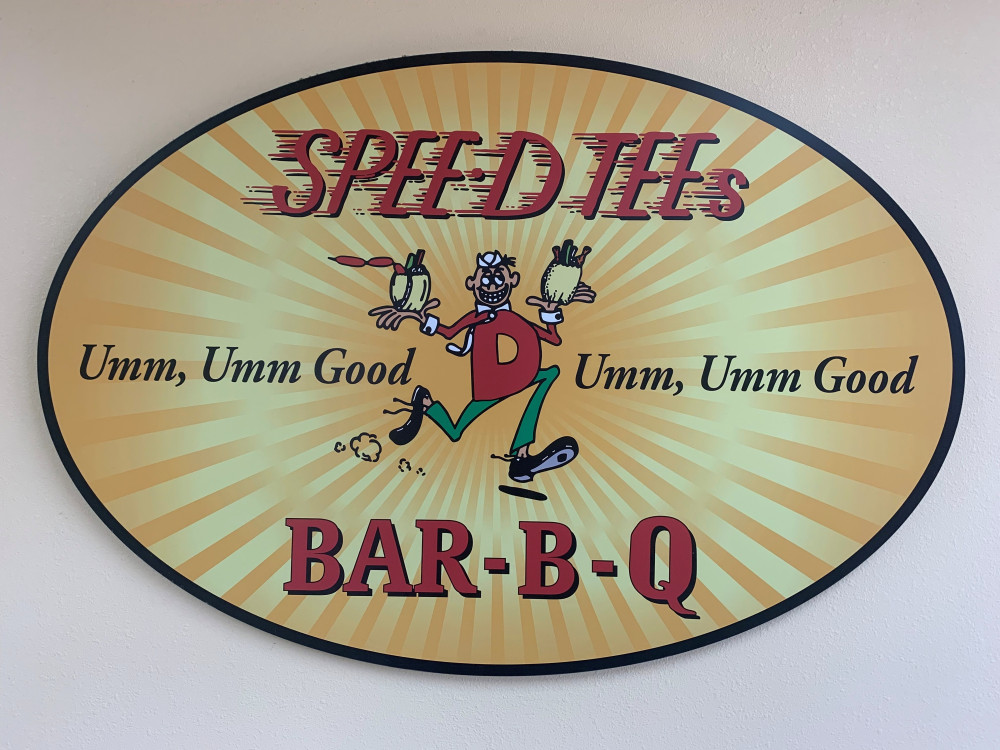 SPEE-D TEEs
Umm, Umm Good
D
Umm, Umm Good
BAR-B-Q